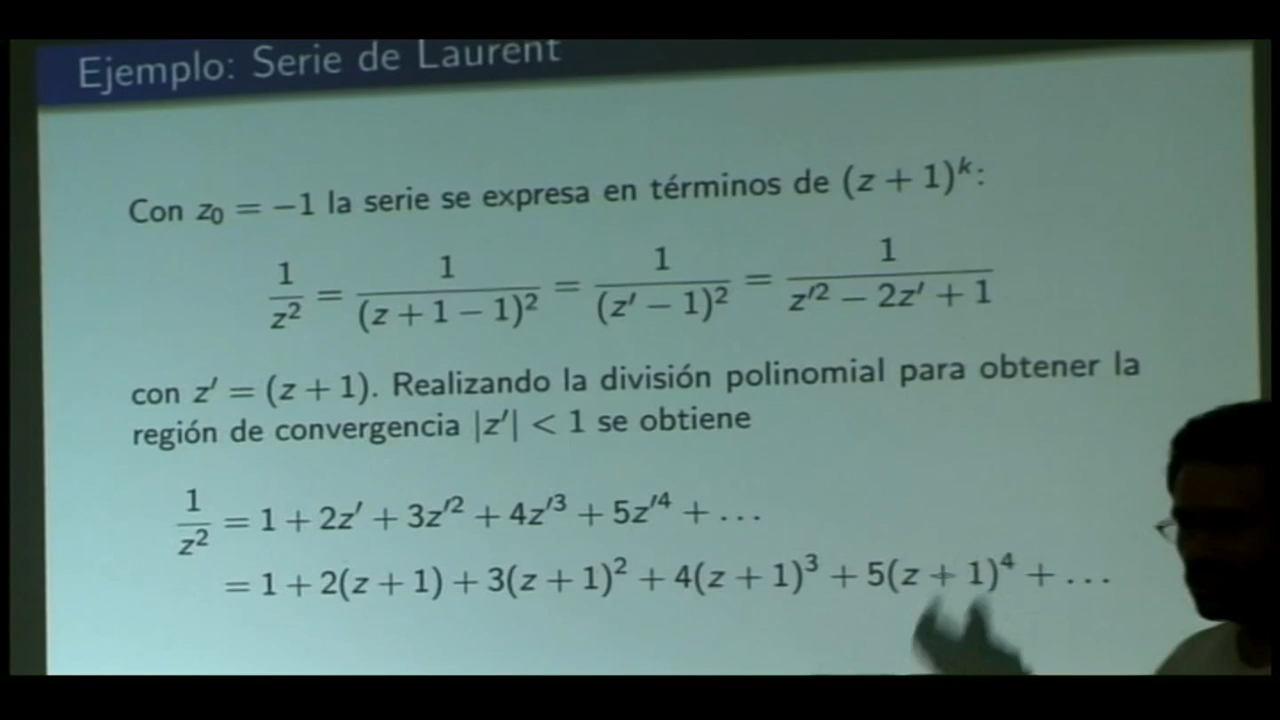 Ejemplo: Serie de Laurent
Con z₀ = −1 la serie se expresa en términos de (z + 1)ᵏ:
1/z² = 1/(z + 1 − 1)² = 1/(z′ − 1)² = 1/(z′² − 2z′ + 1)
con z′ = (z + 1). Realizando la división polinomial para obtener la
región de convergencia |z′| < 1 se obtiene
1/z² = 1 + 2z′ + 3z′² + 4z′³ + 5z′⁴ + …
= 1 + 2(z + 1) + 3(z + 1)² + 4(z + 1)³ + 5(z + 1)⁴ + …